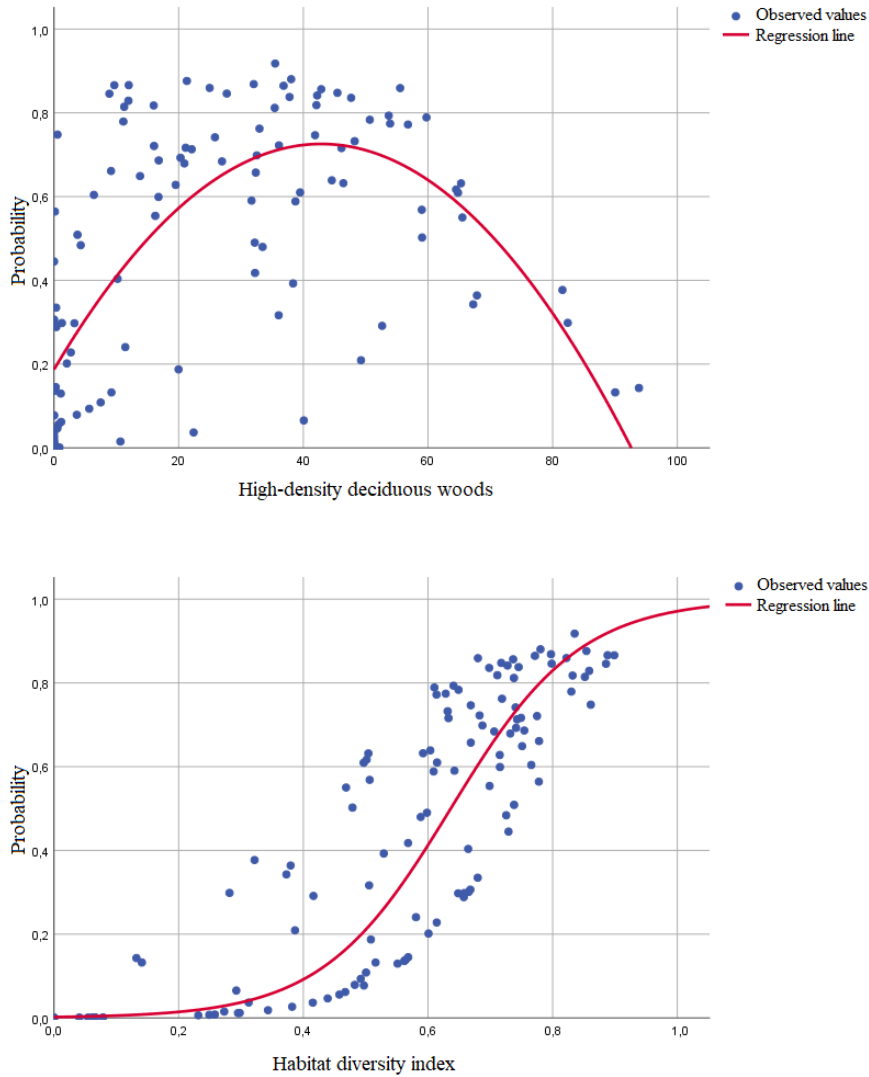 Observed values
Regression line
1,0
0,8
0,6
0,4
0,2
0,0
Probability
0 20 40 60 80 100
High-density deciduous woods
Observed values
Regression line
1,0
0,8
0,6
0,4
0,2
0,0
Probability
0,0 0,2 0,4 0,6 0,8 1,0
Habitat diversity index